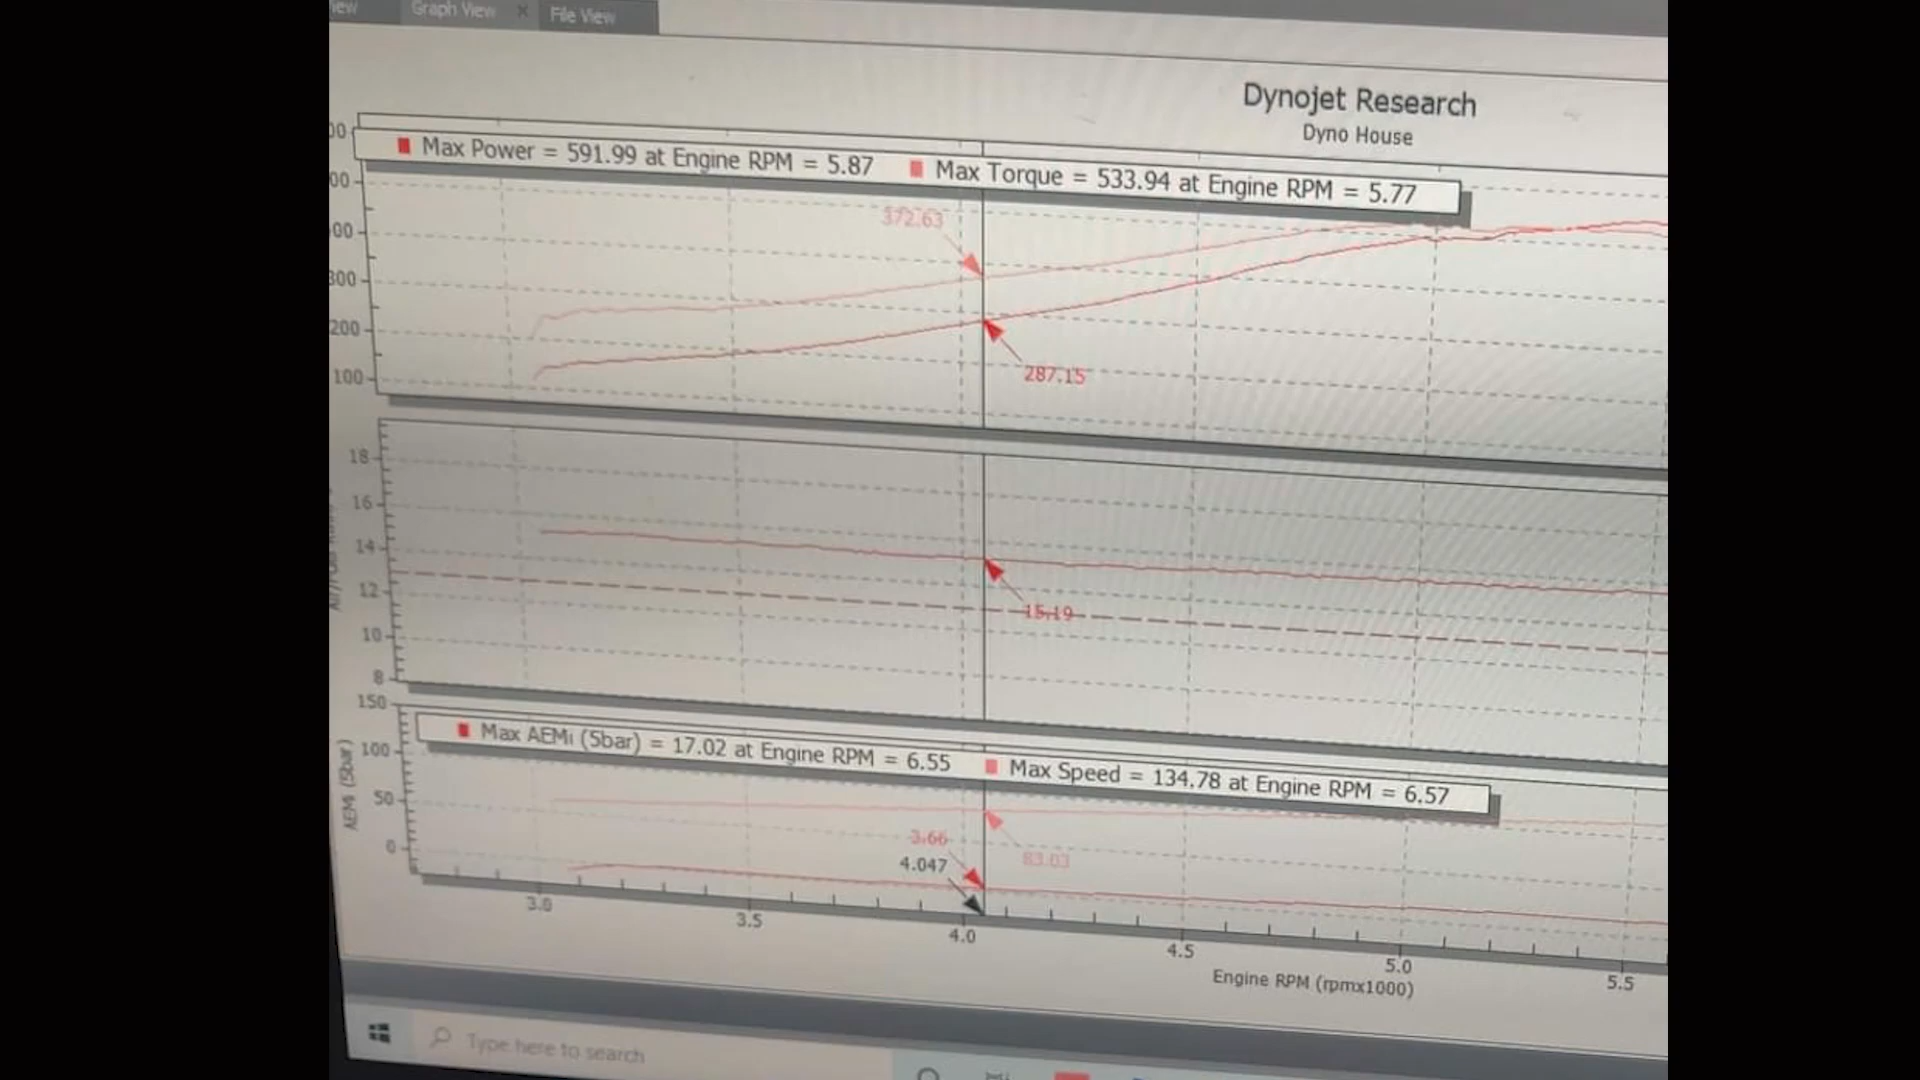 Graph View
File View
Dynojet Research
Dyno House
Max Power = 591.99 at Engine RPM = 5.87
Max Torque = 533.94 at Engine RPM = 5.77
372.63
300
200
100
287.15
18
16
14
12
10
8
15.19
150
100
50
0
AEMi (5bar)
Max AEMi (5bar) = 17.02 at Engine RPM = 6.55
Max Speed = 134.78 at Engine RPM = 6.57
3.66
4.047
83.03
3.0
3.5
4.0
4.5
5.0
5.5
Engine RPM (rpmx1000)
Type here to search